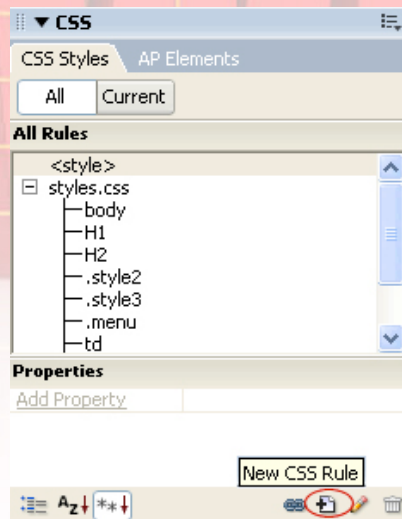 CSS
CSS Styles AP Elements
All Current
All Rules
<style>
styles.css
body
H1
H2
.style2
.style3
.menu
td
Properties
Add Property
New CSS Rule
Az
**